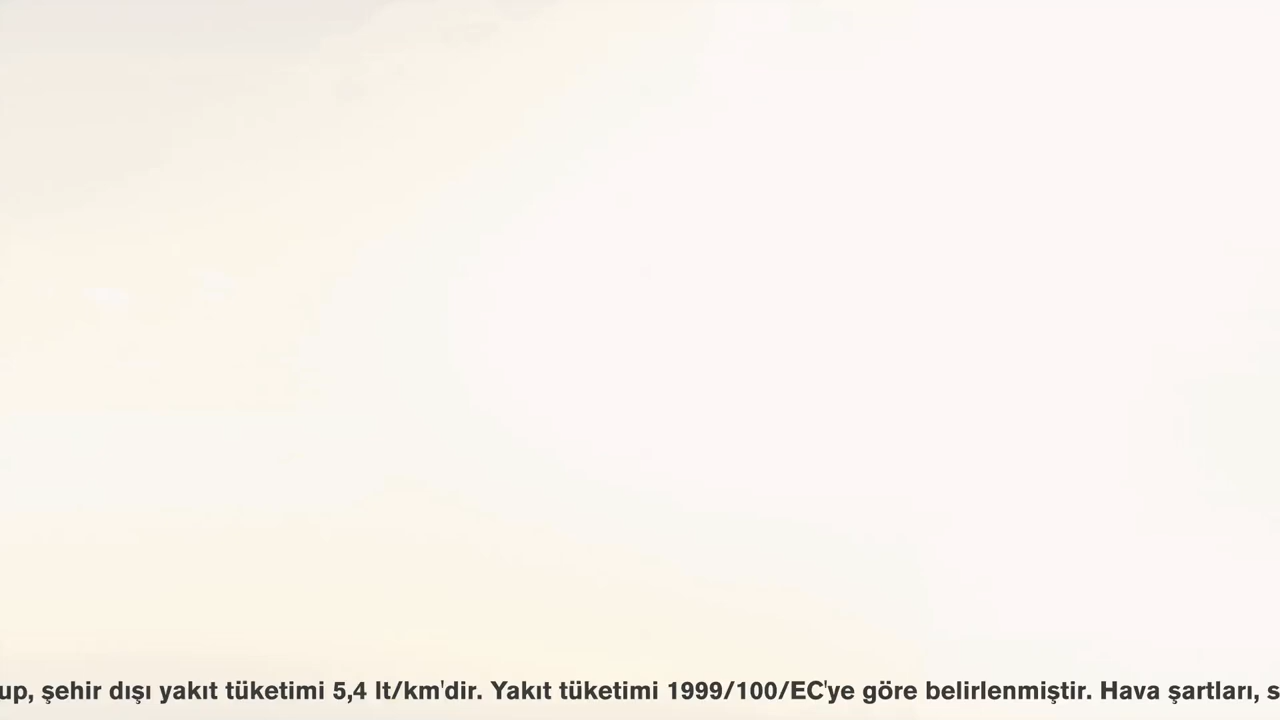 up, şehir dışı yakıt tüketimi 5,4 lt/km'dir. Yakıt tüketimi 1999/100/EC'ye göre belirlenmiştir. Hava şartları, s